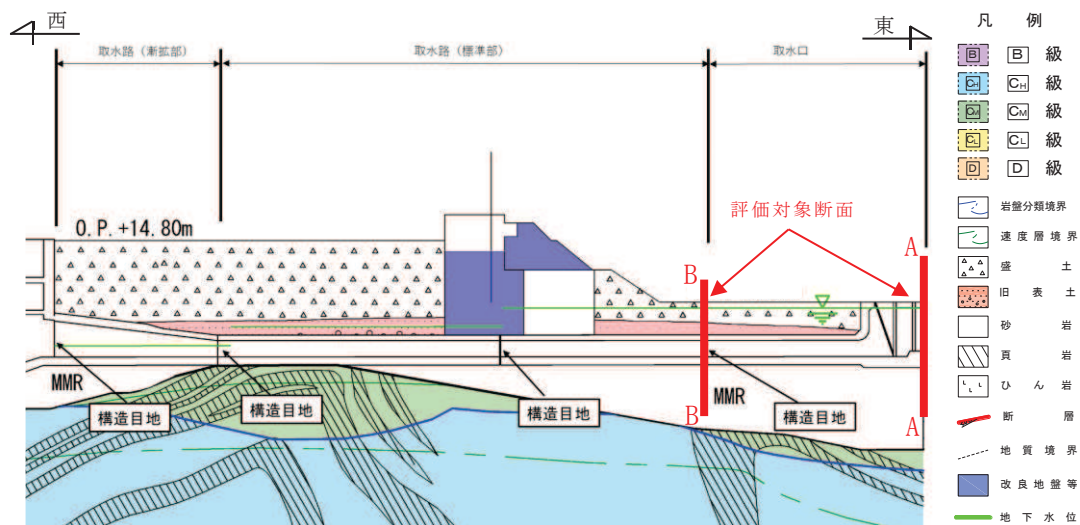 西
東
取水路（漸拡部）
取水路（標準部）
取水口
O.P.+14.80m
評価対象断面
B
A
MMR
構造目地
構造目地
構造目地
B
MMR
構造目地
A
凡 例
B B 級
CH CH 級
CM CM 級
CL CL 級
D D 級
岩盤分類境界
速度層境界
盛土
旧表土
砂岩
頁岩
ひん岩
断層
地質境界
改良地盤等
地下水位